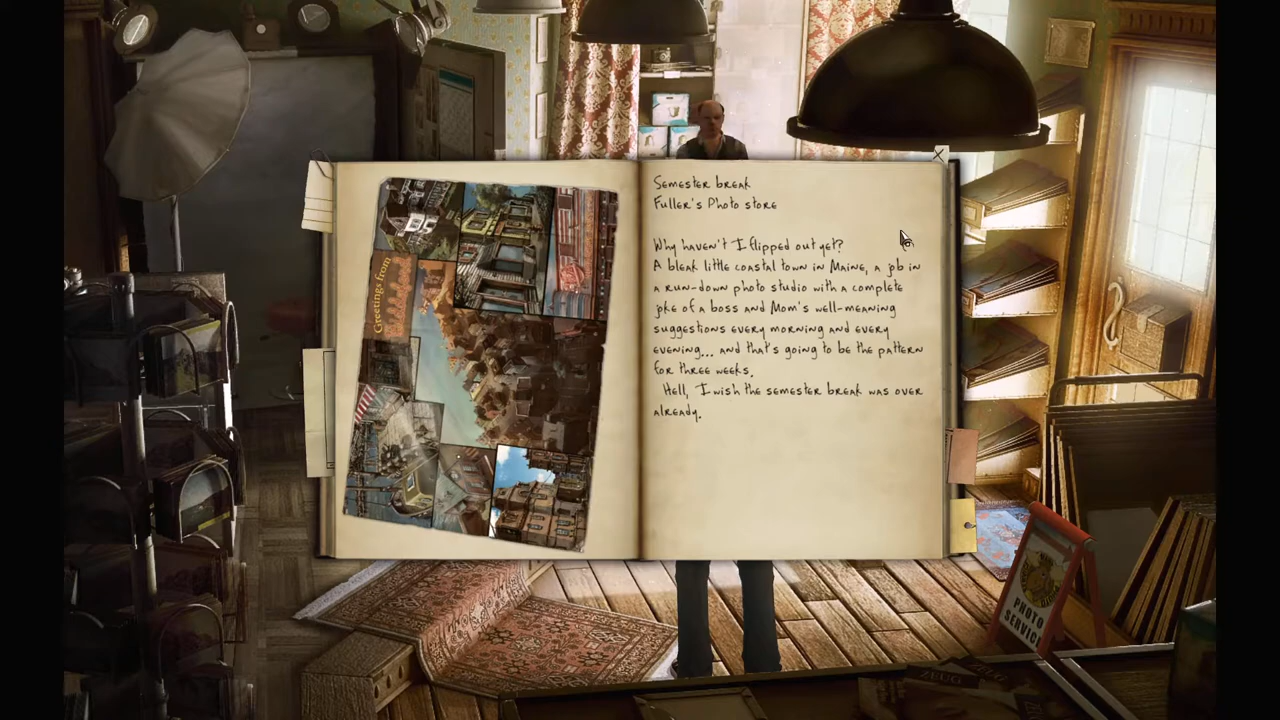 Greetings from
Semester break
Fuller's Photo store
Why haven't I flipped out yet?
A bleak little coastal town in Maine, a job in
a run-down photo studio with a complete
joke of a boss and Mom's well-meaning
suggestions every morning and every
evening... and that's going to be the pattern
for three weeks.
Hell, I wish the semester break was over
already.
PHOTO
SERVICE